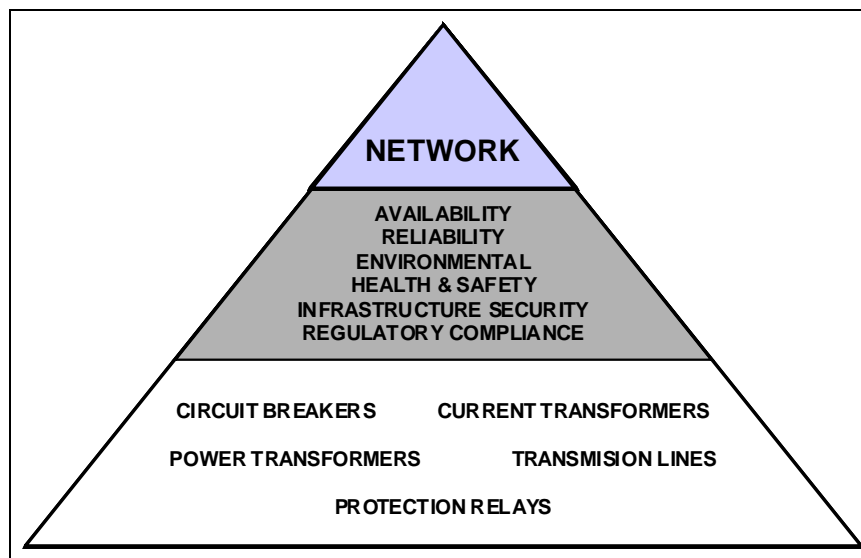 NETWORK
AVAILABILITY
RELIABILITY
ENVIRONMENTAL
HEALTH & SAFETY
INFRASTRUCTURE SECURITY
REGULATORY COMPLIANCE
CIRCUIT BREAKERS CURRENT TRANSFORMERS
POWER TRANSFORMERS TRANSMISION LINES
PROTECTION RELAYS